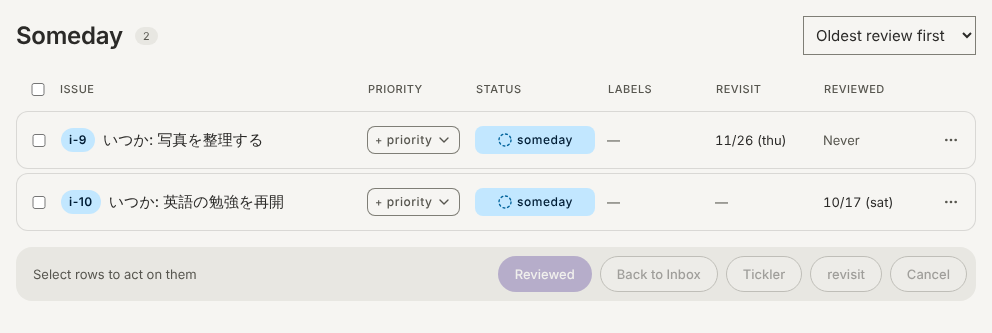 Someday 2
Oldest review first
ISSUE PRIORITY STATUS LABELS REVISIT REVIEWED
i-9 いつか: 写真を整理する + priority someday — 11/26 (thu) Never ···
i-10 いつか: 英語の勉強を再開 + priority someday — — 10/17 (sat) ···
Select rows to act on them Reviewed Back to Inbox Tickler revisit Cancel